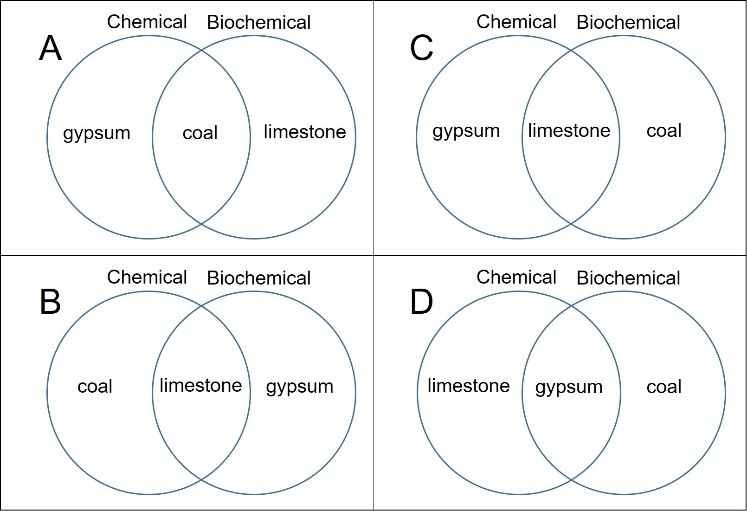 Chemical Biochemical
A
gypsum coal limestone
Chemical Biochemical
C
gypsum limestone coal
Chemical Biochemical
B
coal limestone gypsum
Chemical Biochemical
D
limestone gypsum coal